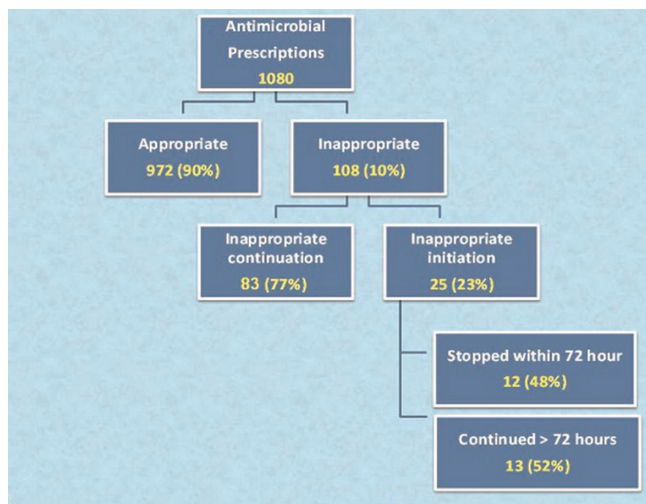 Antimicrobial
Prescriptions
1080
Appropriate
972 (90%)
Inappropriate
108 (10%)
Inappropriate
continuation
83 (77%)
Inappropriate
initiation
25 (23%)
Stopped within 72 hour
12 (48%)
Continued > 72 hours
13 (52%)